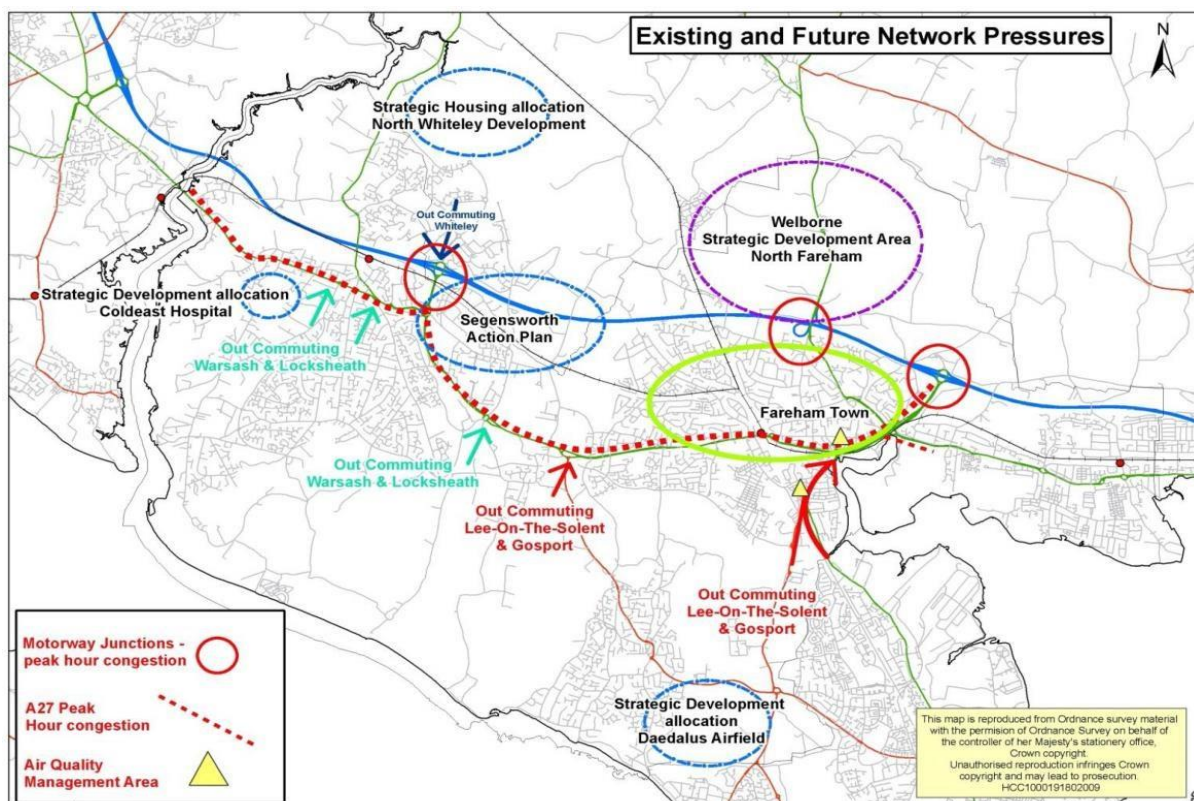 Existing and Future Network Pressures
N
Strategic Housing allocation
North Whiteley Development
Out Commuting
Whiteley
Welborne
Strategic Development Area
North Fareham
Strategic Development allocation
Coldeast Hospital
Segensworth
Action Plan
Out Commuting
Warsash & Locksheath
Fareham Town
Out Commuting
Warsash & Locksheath
Out Commuting
Lee-On-The-Solent
& Gosport
Out Commuting
Lee-On-The-Solent
& Gosport
Strategic Development
allocation
Daedalus Airfield
Motorway Junctions -
peak hour congestion
A27 Peak
Hour congestion
Air Quality
Management Area
This map is reproduced from Ordnance survey material
with the permision of Ordnance Survey on behalf of
the controller of her Majesty's stationery office,
Crown copyright.
Unauthorised reproduction infringes Crown
copyright and may lead to prosecution.
HCC1000191802009